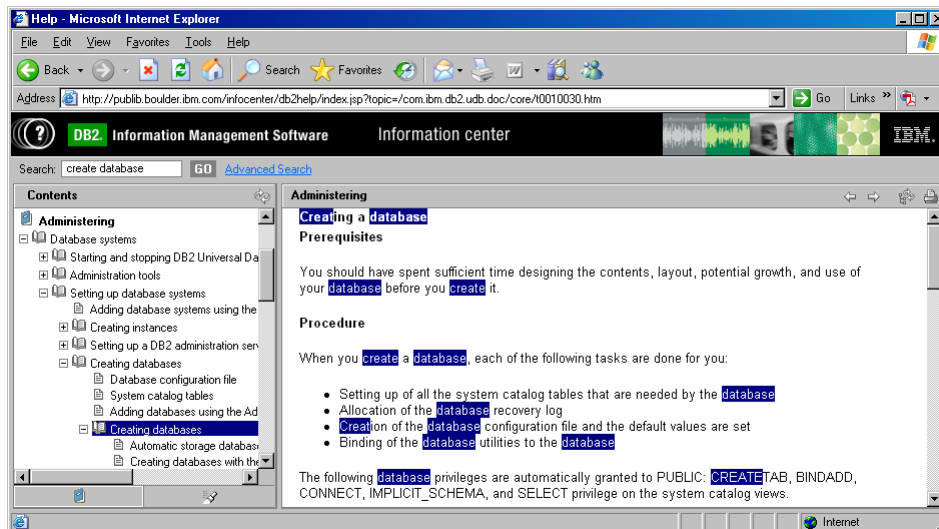 Help - Microsoft Internet Explorer
File Edit View Favorites Tools Help
Back Search Favorites
Address http://publib.boulder.ibm.com/infocenter/db2help/index.jsp?topic=/com.ibm.db2.udb.doc/core/t0010030.htm Go Links »
(?) DB2. Information Management Software Information center IBM.
Search: create database GO Advanced Search
Contents
Administering
Database systems
Starting and stopping DB2 Universal Da
Administration tools
Setting up database systems
Adding database systems using the
Creating instances
Setting up a DB2 administration serv
Creating databases
Database configuration file
System catalog tables
Adding databases using the Ad
Creating databases
Automatic storage databas
Creating databases with the
Administering
Creating a database
Prerequisites
You should have spent sufficient time designing the contents, layout, potential growth, and use of
your database before you create it.
Procedure
When you create a database, each of the following tasks are done for you:
• Setting up of all the system catalog tables that are needed by the database
• Allocation of the database recovery log
• Creation of the database configuration file and the default values are set
• Binding of the database utilities to the database
The following database privileges are automatically granted to PUBLIC: CREATETAB, BINDADD,
CONNECT, IMPLICIT_SCHEMA, and SELECT privilege on the system catalog views.
Internet